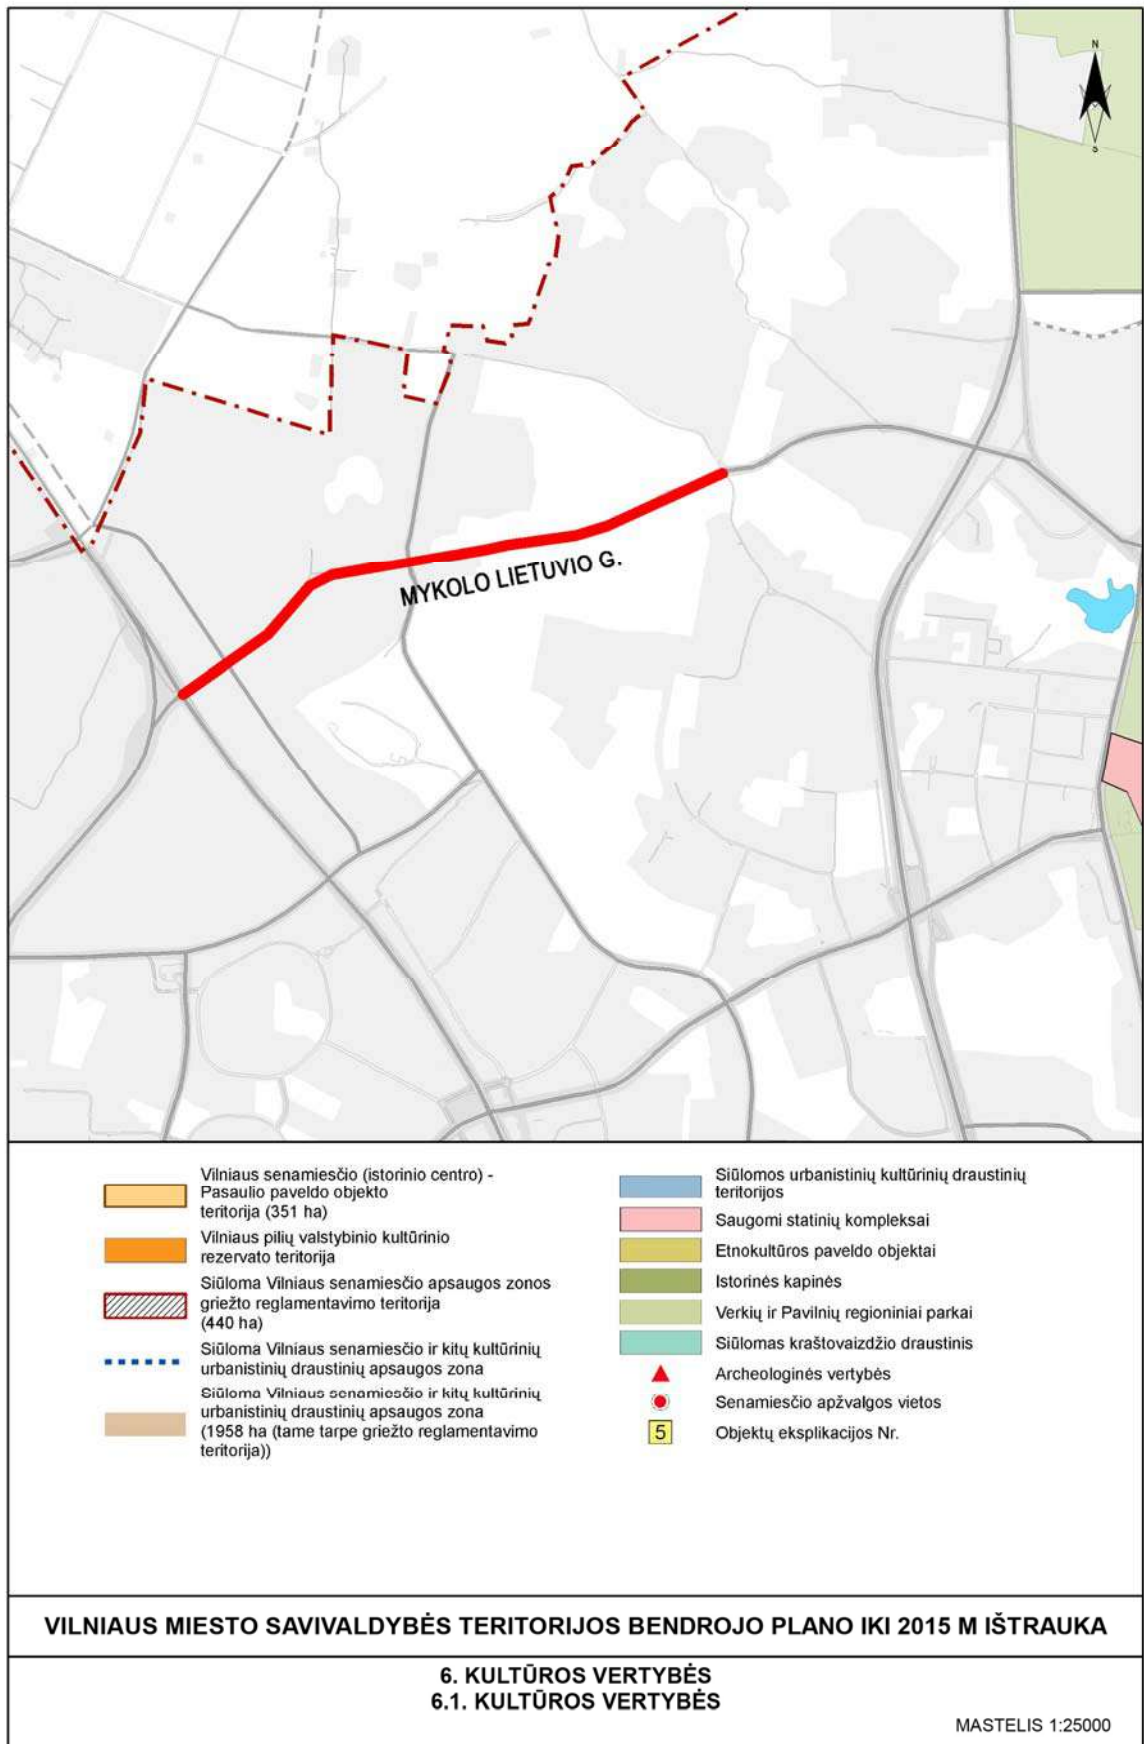 N
S
MYKOLO LIETUVIO G.
Vilniaus senamiesčio (istorinio centro) -
Pasaulio paveldo objekto
teritorija (351 ha)
Vilniaus pilių valstybinio kultūrinio
rezervato teritorija
Siūloma Vilniaus senamiesčio apsaugos zonos
griežto reglamentavimo teritorija
(440 ha)
Siūloma Vilniaus senamiesčio ir kitų kultūrinių
urbanistinių draustinių apsaugos zona
Siūloma Vilniaus senamiesčio ir kitų kultūrinių
urbanistinių draustinių apsaugos zona
(1958 ha (tame tarpe griežto reglamentavimo
teritorija))
Siūlomos urbanistinių kultūrinių draustinių
teritorijos
Saugomi statinių kompleksai
Etnokultūros paveldo objektai
Istorinės kapinės
Verkių ir Pavilnių regioniniai parkai
Siūlomas kraštovaizdžio draustinis
Archeologinės vertybės
Senamiesčio apžvalgos vietos
5 Objektų eksplikacijos Nr.
VILNIAUS MIESTO SAVIVALDYBĖS TERITORIJOS BENDROJO PLANO IKI 2015 M IŠTRAUKA
6. KULTŪROS VERTYBĖS
6.1. KULTŪROS VERTYBĖS
MASTELIS 1:25000